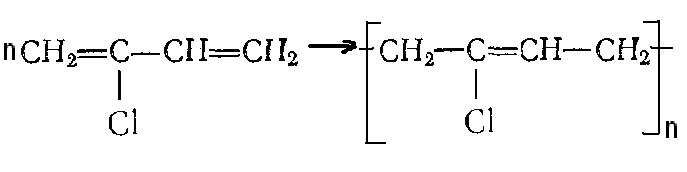 nCH₂=C—CH=CH₂ → [—CH₂—C=CH—CH₂—]
Cl Cl n